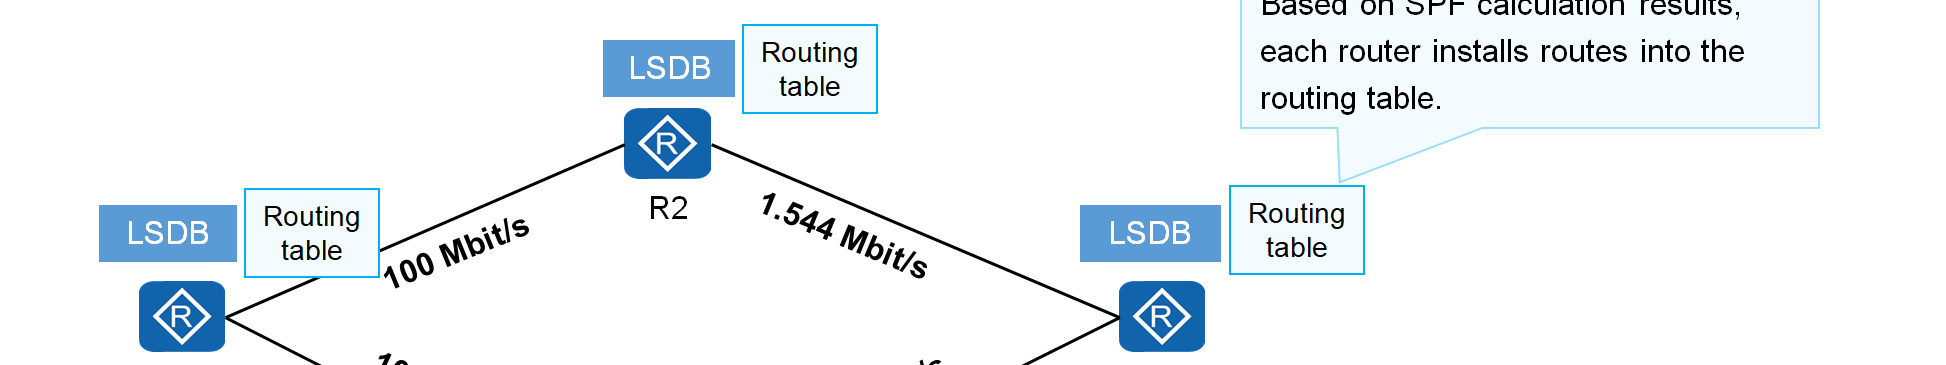 Based on SPF calculation results,
each router installs routes into the
routing table.
LSDB
Routing
table
R
R2
100 Mbit/s
1.544 Mbit/s
LSDB
Routing
table
R
LSDB
Routing
table
R
10